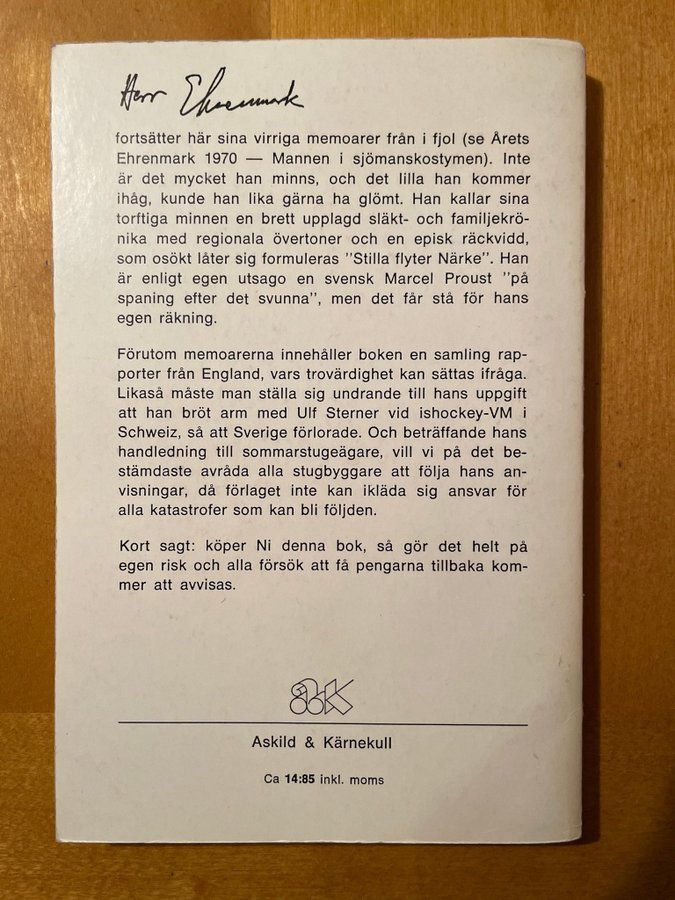 Herr Ehrenmark
fortsätter här sina virriga memoarer från i fjol (se Årets
Ehrenmark 1970 — Mannen i sjömanskostymen). Inte
är det mycket han minns, och det lilla han kommer
ihåg, kunde han lika gärna ha glömt. Han kallar sina
torftiga minnen en brett upplagd släkt- och familjekrö-
nika med regionala övertoner och en episk räckvidd,
som osökt låter sig formuleras ”Stilla flyter Närke”. Han
är enligt egen utsago en svensk Marcel Proust ”på
spaning efter det svunna”, men det får stå för hans
egen räkning.
Förutom memoarerna innehåller boken en samling rap-
porter från England, vars trovärdighet kan sättas ifråga.
Likaså måste man ställa sig undrande till hans uppgift
att han bröt arm med Ulf Sterner vid ishockey-VM i
Schweiz, så att Sverige förlorade. Och beträffande hans
handledning till sommarstugeägare, vill vi på det be-
stämdaste avråda alla stugbyggare att följa hans an-
visningar, då förlaget inte kan ikläda sig ansvar för
alla katastrofer som kan bli följden.
Kort sagt: köper Ni denna bok, så gör det helt på
egen risk och alla försök att få pengarna tillbaka kom-
mer att avvisas.
a&k
Askild & Kärnekull
Ca 14:85 inkl. moms